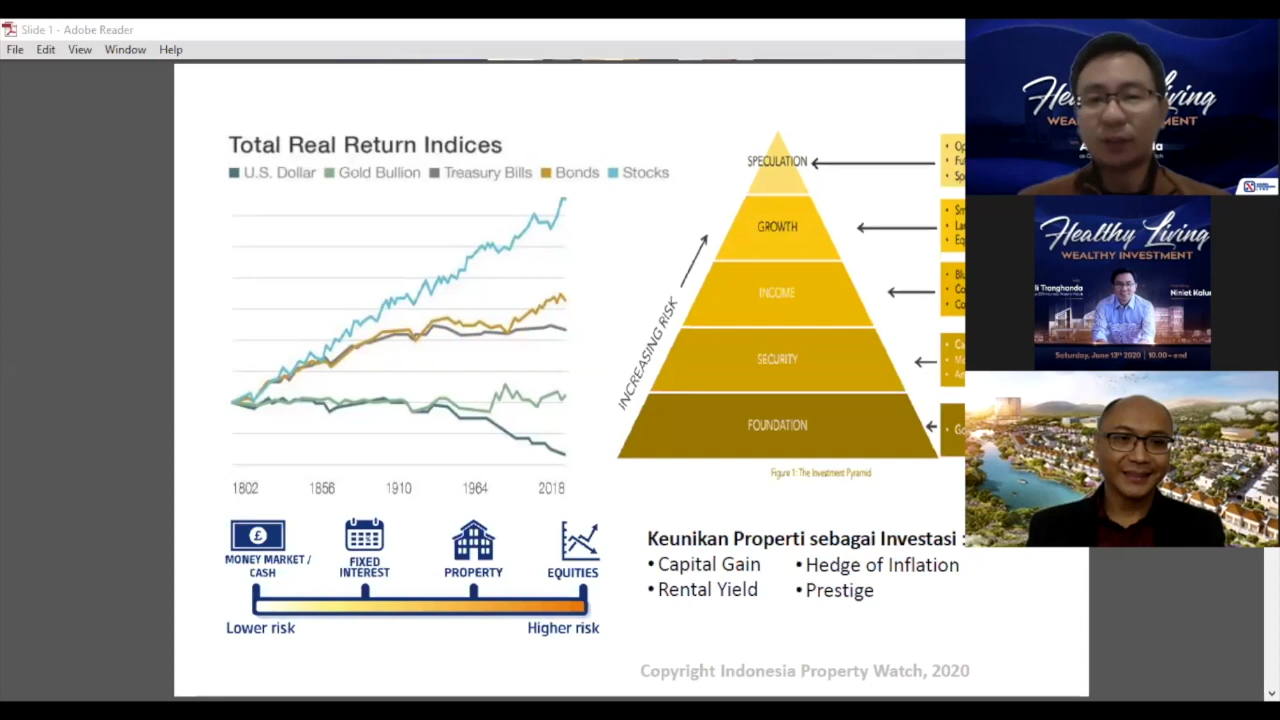 Slide 1 - Adobe Reader
File Edit View Window Help
Total Real Return Indices
U.S. Dollar Gold Bullion Treasury Bills Bonds Stocks
1802 1856 1910 1964 2018
MONEY MARKET / CASH
FIXED INTEREST
PROPERTY
EQUITIES
Lower risk Higher risk
INCREASING RISK
SPECULATION
GROWTH
INCOME
SECURITY
FOUNDATION
Figure 1: The Investment Pyramid
Keunikan Properti sebagai Investasi :
• Capital Gain • Hedge of Inflation
• Rental Yield • Prestige
Copyright Indonesia Property Watch, 2020
Healthy Living
WEALTHY INVESTMENT
Saturday, June 13th 2020 | 10.00 - end